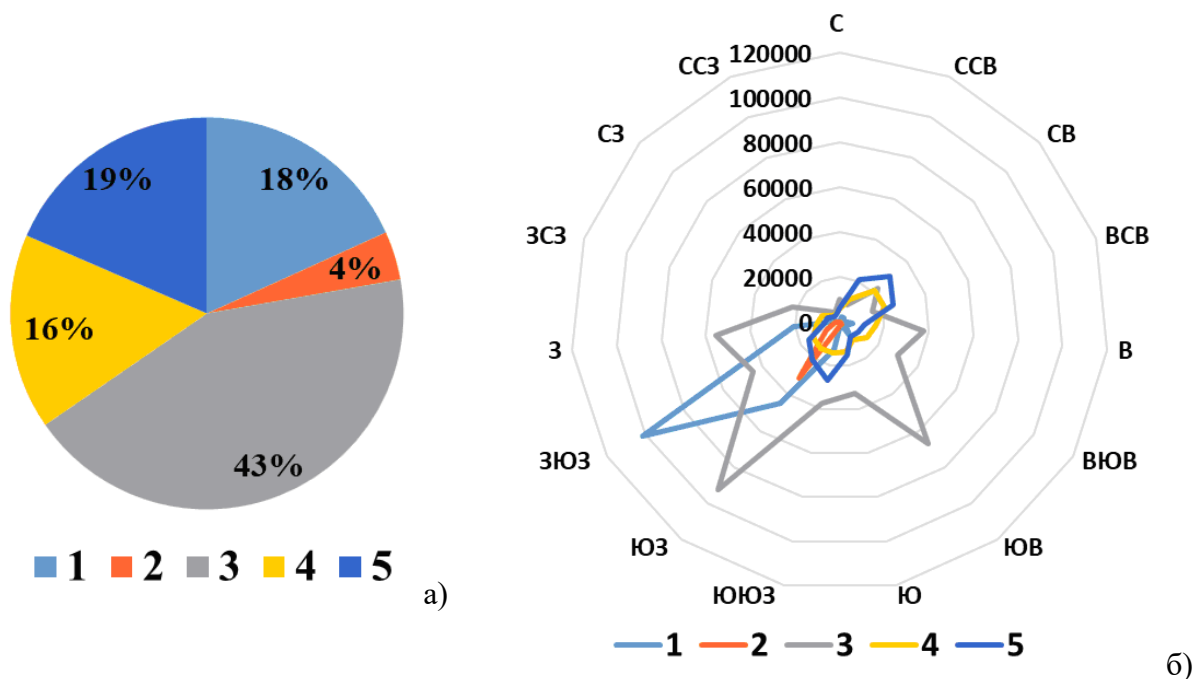 18%
4%
43%
16%
19%
1 2 3 4 5
а)
С
ССВ
СВ
ВСВ
В
ВЮВ
ЮВ
Ю
ЮЮЗ
ЮЗ
ЗЮЗ
З
ЗСЗ
СЗ
ССЗ
120000
100000
80000
60000
40000
20000
0
1 2 3 4 5
б)